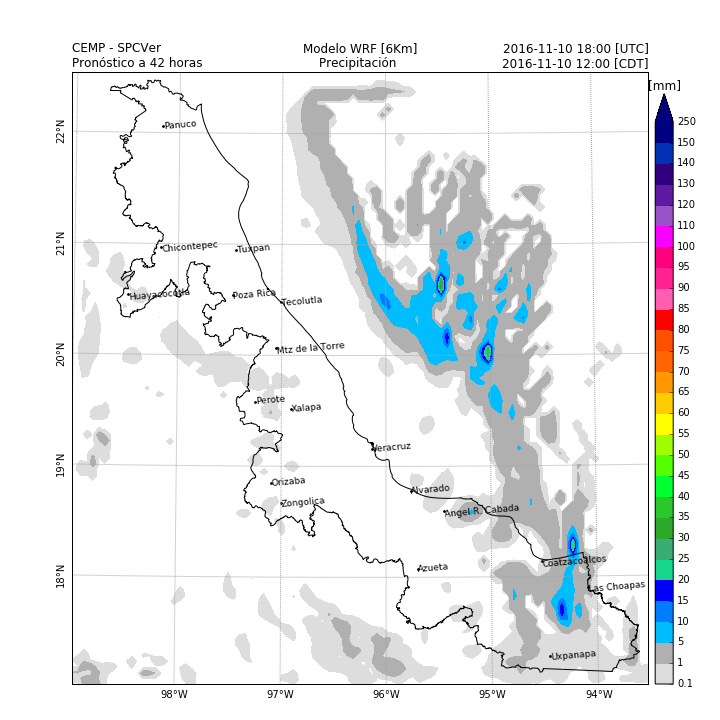 CEMP - SPCVer
Modelo WRF [6Km]
2016-11-10 18:00 [UTC]
Pronóstico a 42 horas
Precipitación
2016-11-10 12:00 [CDT]
[mm]
250
150
140
130
120
110
100
95
90
85
80
75
70
65
60
55
50
45
40
35
30
25
20
15
10
5
1
0.1
22°N
21°N
20°N
19°N
18°N
Panuco
Chicontepec
Tuxpan
Huayacocotla
Poza Rica
Tecolutla
Mtz de la Torre
Perote
Xalapa
Veracruz
Orizaba
Alvarado
Zongolica
Angel R. Cabada
Coatzacoalcos
Azueta
Las Choapas
Uxpanapa
98°W
97°W
96°W
95°W
94°W